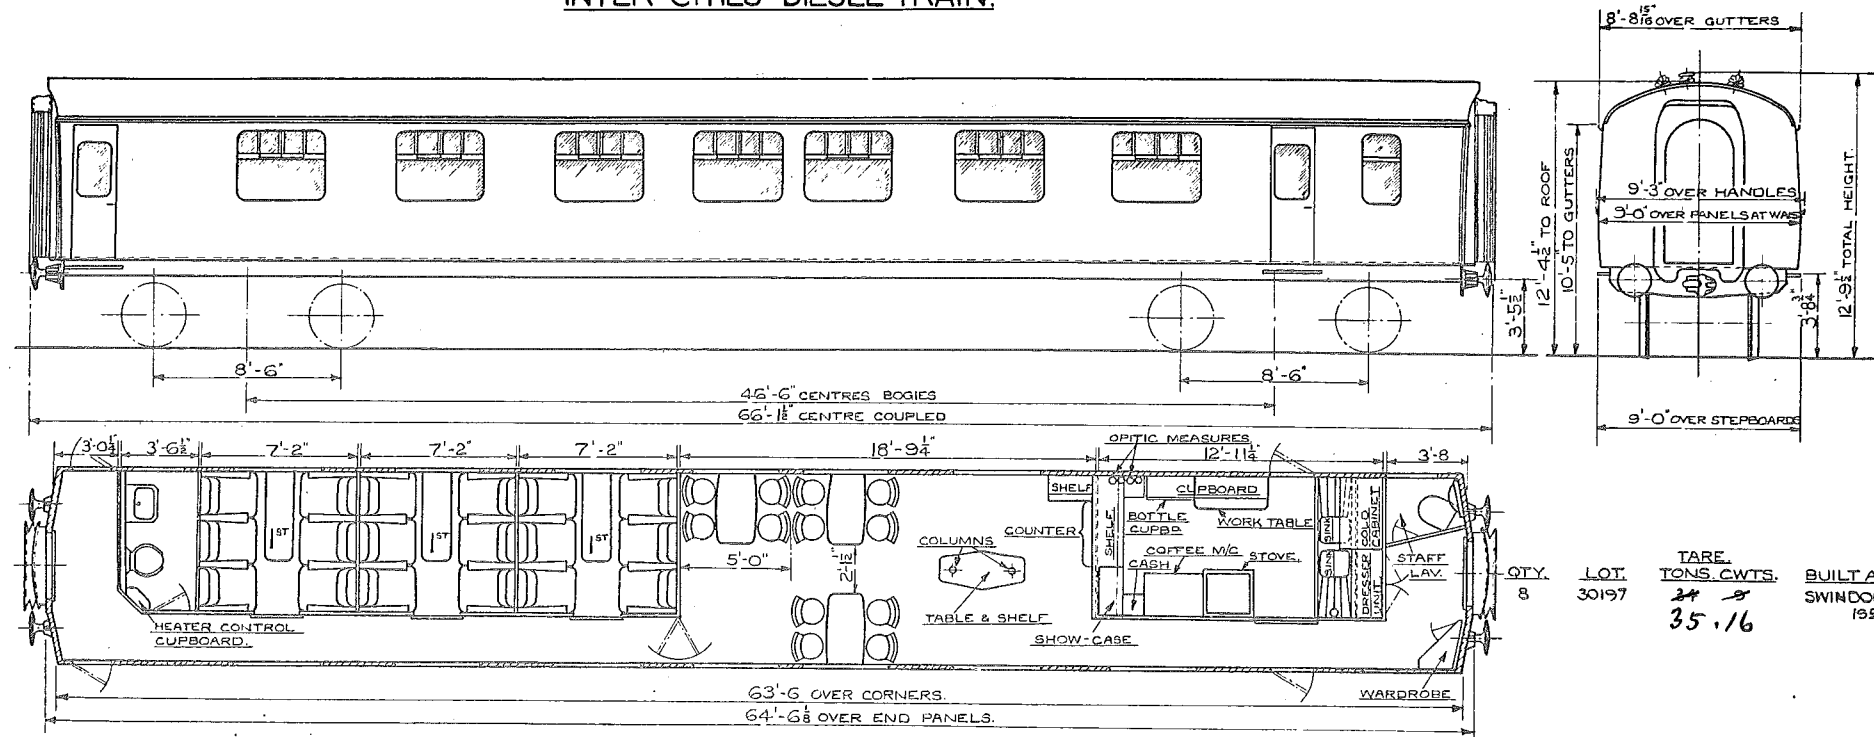 INTER-CITIES DIESEL TRAIN.
8'-8 15/16" OVER GUTTERS
12'-4½" TO ROOF
10'-5" TO GUTTERS
9'-3" OVER HANDLES
9'-0" OVER PANELS AT WAIS
12'-9½" TOTAL HEIGHT.
3'-5½"
3'-8¾"
8'-6"
8'-6"
46'-6" CENTRES BOGIES
66'-1½" CENTRE COUPLED
9'-0" OVER STEPBOARDS
3'-0¼"
3'-6½"
7'-2"
7'-2"
7'-2"
18'-9¼"
OPITIC MEASURES
12'-11¼"
3'-8
SHELF
CUPBOARD
COUNTER
SHELF
BOTTLE
CUPBD
WORK TABLE
SINK
COLD
CABINET
1ST
1ST
1ST
5'-0"
2'-1½"
COLUMNS
COFFEE M/C
STOVE.
CASH
SINK
DRESSER
UNIT
STAFF
LAV.
TABLE & SHELF
SHOW-CASE
HEATER CONTROL
CUPBOARD.
WARDROBE
63'-6 OVER CORNERS.
64'-6⅛ OVER END PANELS.
QTY. LOT. TARE. TONS. CWTS. BUILT A
8 30197 34 9 SWINDO
35.16 195